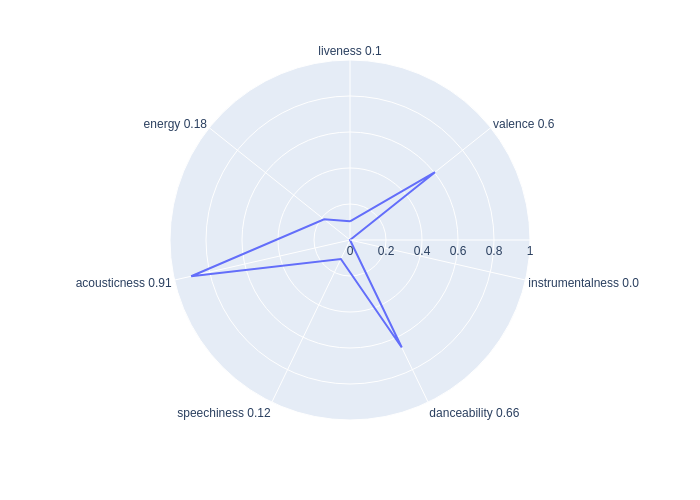 liveness 0.1
energy 0.18
valence 0.6
0
0.2
0.4
0.6
0.8
1
acousticness 0.91
instrumentalness 0.0
speechiness 0.12
danceability 0.66